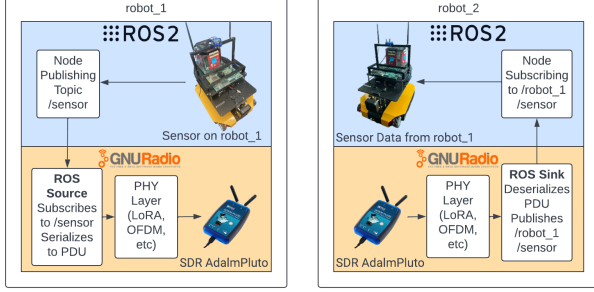 robot_1
ROS2
Node
Publishing
Topic
/sensor
Sensor on robot_1
GNURadio
ROS
Source
Subscribes
to /sensor
Serializes
to PDU
PHY
Layer
(LoRA,
OFDM,
etc)
SDR AdalmPluto
robot_2
ROS2
Node
Subscribing
to /robot_1
/sensor
Sensor Data from robot_1
GNURadio
PHY
Layer
(LoRA,
OFDM,
etc)
ROS Sink
Deserializes
PDU
Publishes
/robot_1
/sensor
SDR AdalmPluto